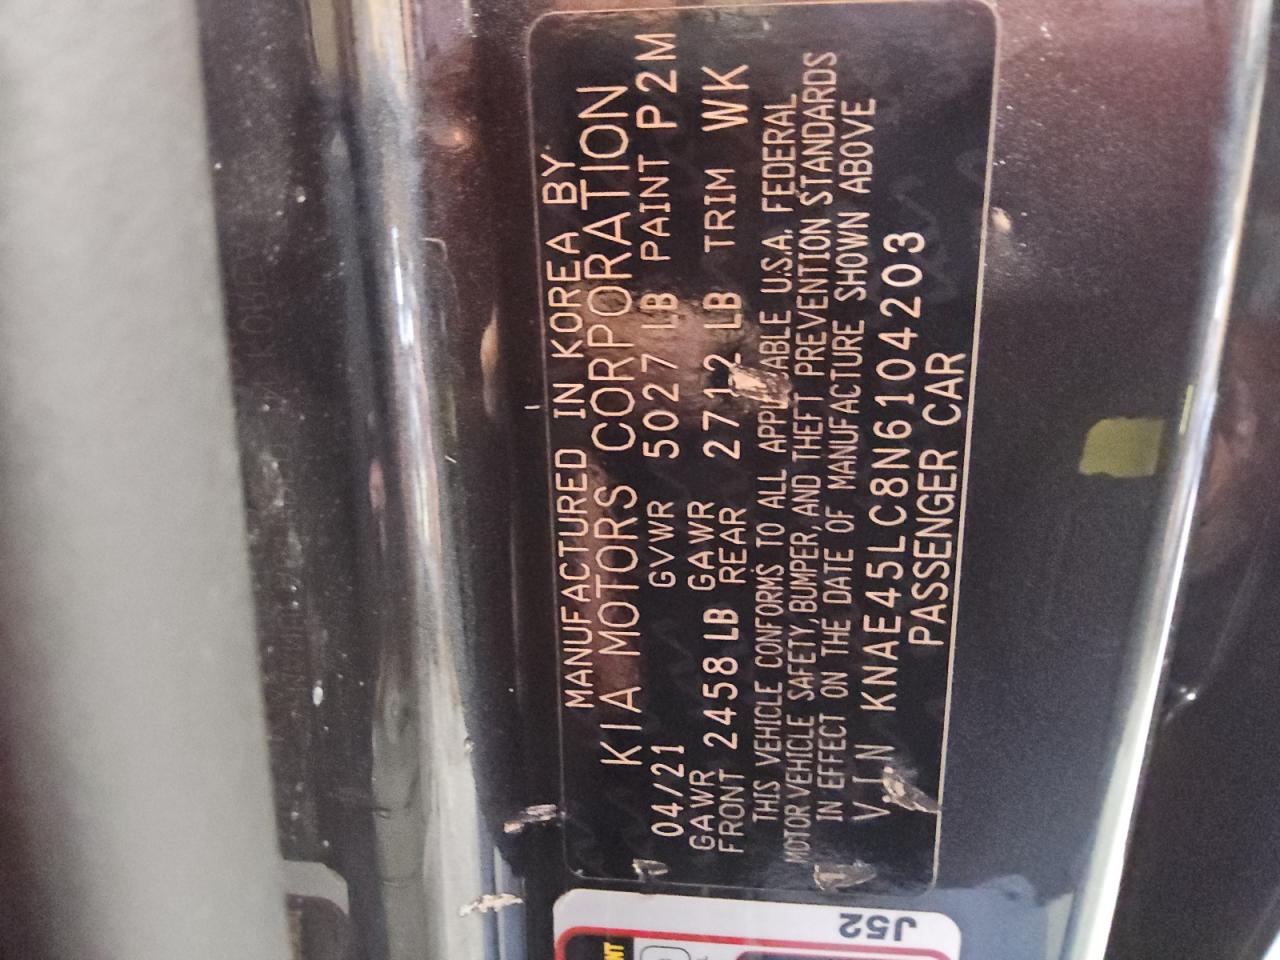 MANUFACTURED IN KOREA BY
KIA MOTORS CORPORATION
04/21 GVWR 5027 LB PAINT P2M
GAWR GAWR
FRONT 2458 LB REAR 2712 LB TRIM WK
THIS VEHICLE CONFORMS TO ALL APPLICABLE U.S.A. FEDERAL
MOTOR VEHICLE SAFETY, BUMPER, AND THEFT PREVENTION STANDARDS
IN EFFECT ON THE DATE OF MANUFACTURE SHOWN ABOVE
V.I.N KNAE45LC8N6104203
PASSENGER CAR
J52